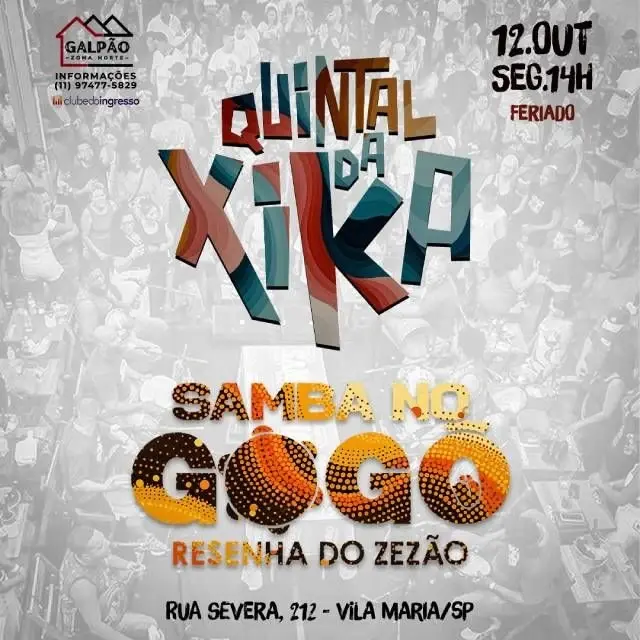 GALPÃO
ZONA NORTE
INFORMAÇÕES
(11) 97477-5829
clubedoingresso
12.OUT
SEG.14H
FERIADO
QUINTAL
DA
XIKA
SAMBA NO
GOGÓ
RESENHA DO ZEZÃO
RUA SEVERA, 212 - VILA MARIA/SP